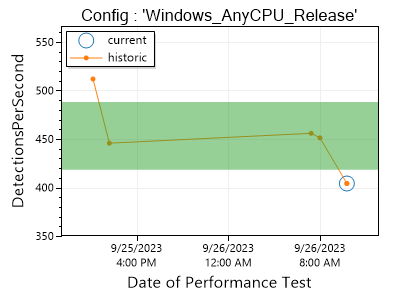 Config : 'Windows_AnyCPU_Release'
current
historic
DetectionsPerSecond
550
500
450
400
350
9/25/2023
4:00 PM
9/26/2023
12:00 AM
9/26/2023
8:00 AM
Date of Performance Test